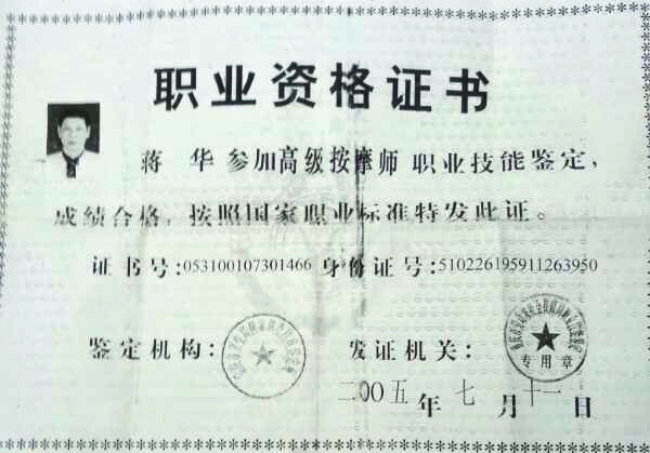 职业资格证书
蒋 华 参加高级按摩师 职业技能鉴定,
成绩合格,按照国家职业标准特发此证。
证书号:053100107301466 身份证号:510226195911263950
鉴定机构: 发证机关:
专用章
二00五年七月十一日